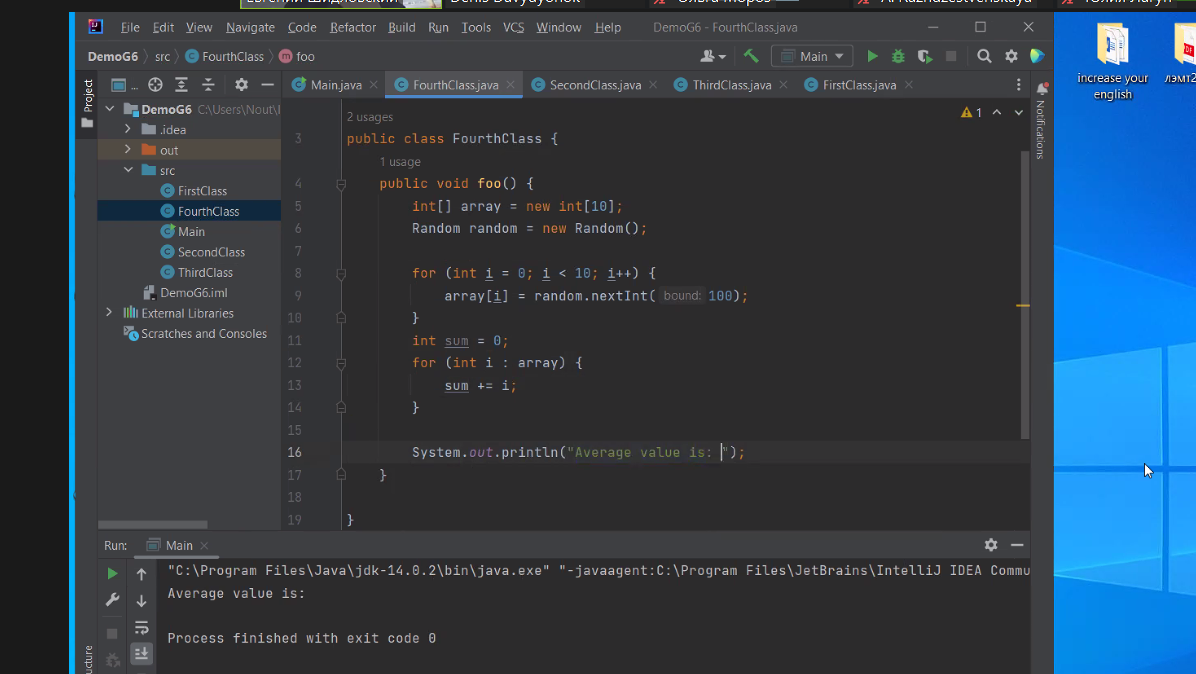 File Edit View Navigate Code Refactor Build Run Tools VCS Window Help DemoG6 - FourthClass.java
DemoG6 › src › FourthClass › foo
Main
increase your
english
лэмт2
Project
Main.java
FourthClass.java
SecondClass.java
ThirdClass.java
FirstClass.java
Notifications
DemoG6 C:\Users\Nout\I
.idea
out
src
FirstClass
FourthClass
Main
SecondClass
ThirdClass
DemoG6.iml
External Libraries
Scratches and Consoles
1
2 usages
3 public class FourthClass {
1 usage
4 public void foo() {
5 int[] array = new int[10];
6 Random random = new Random();
7
8 for (int i = 0; i < 10; i++) {
9 array[i] = random.nextInt( bound: 100);
10 }
11 int sum = 0;
12 for (int i : array) {
13 sum += i;
14 }
15
16 System.out.println("Average value is: ");
17 }
18
19 }
Run: Main
"C:\Program Files\Java\jdk-14.0.2\bin\java.exe" "-javaagent:C:\Program Files\JetBrains\IntelliJ IDEA Commu
Average value is:
Process finished with exit code 0